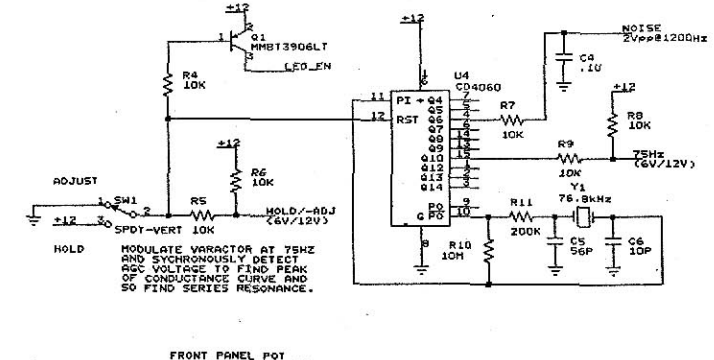 +12
2
1
Q1
MMBT3906LT
3
LED_EN
R4
10K
+12
NOISE
2Vpp@1200Hz
C4
.1U
U4
CD4060
11
PI
12
RST
Q4
7
Q5
5
Q6
4
Q7
Q8
14
Q9
13
Q10
15
Q12
1
Q13
2
Q14
3
PO
9
PO
10
G
8
R7
10K
+12
R8
10K
R9
10K
75Hz
(6V/12V)
Y1
76.8kHz
R11
200K
R10
10M
C5
56P
C6
10P
+12
R6
10K
ADJUST
1
SW1
2
R5
+12
3
SPDT-VERT
10K
HOLD/-ADJ
(6V/12V)
HOLD
MODULATE VARACTOR AT 75HZ
AND SYCHRONOUSLY DETECT
AGC VOLTAGE TO FIND PEAK
OF CONDUCTANCE CURVE AND
SO FIND SERIES RESONANCE.
FRONT PANEL POT